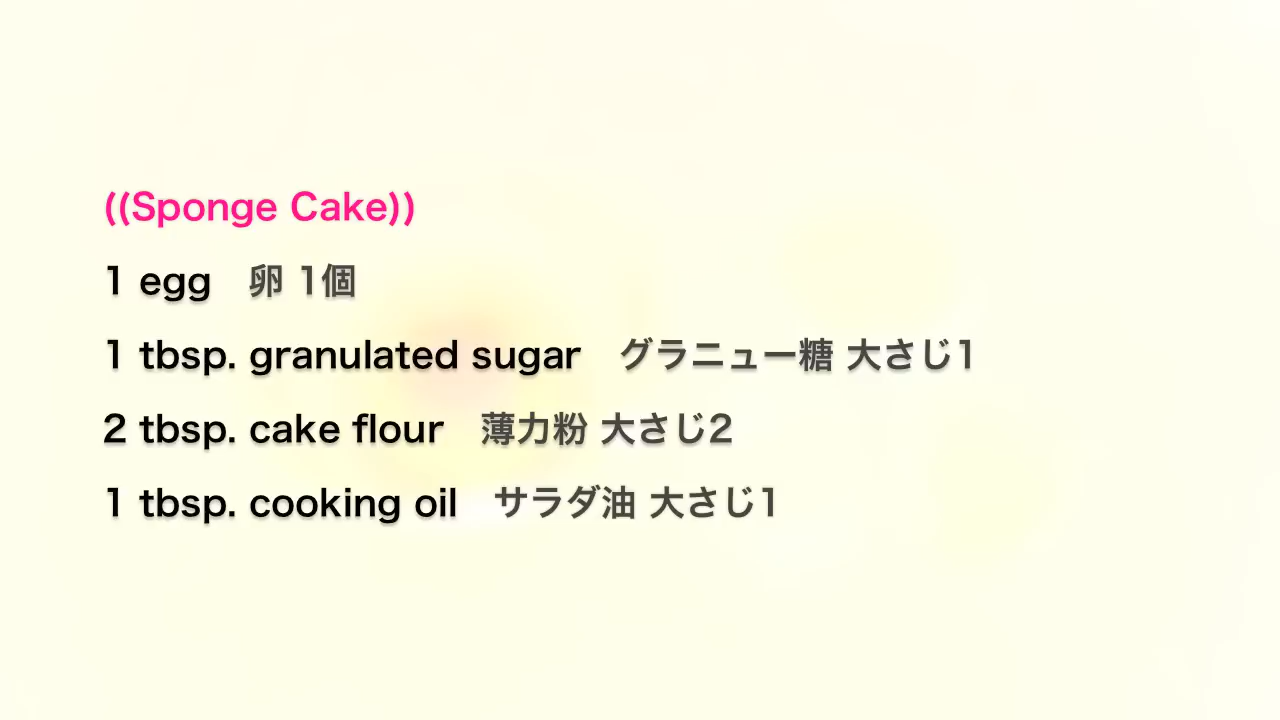 ((Sponge Cake))
1 egg　卵 1個
1 tbsp. granulated sugar　グラニュー糖 大さじ1
2 tbsp. cake flour　薄力粉 大さじ2
1 tbsp. cooking oil　サラダ油 大さじ1